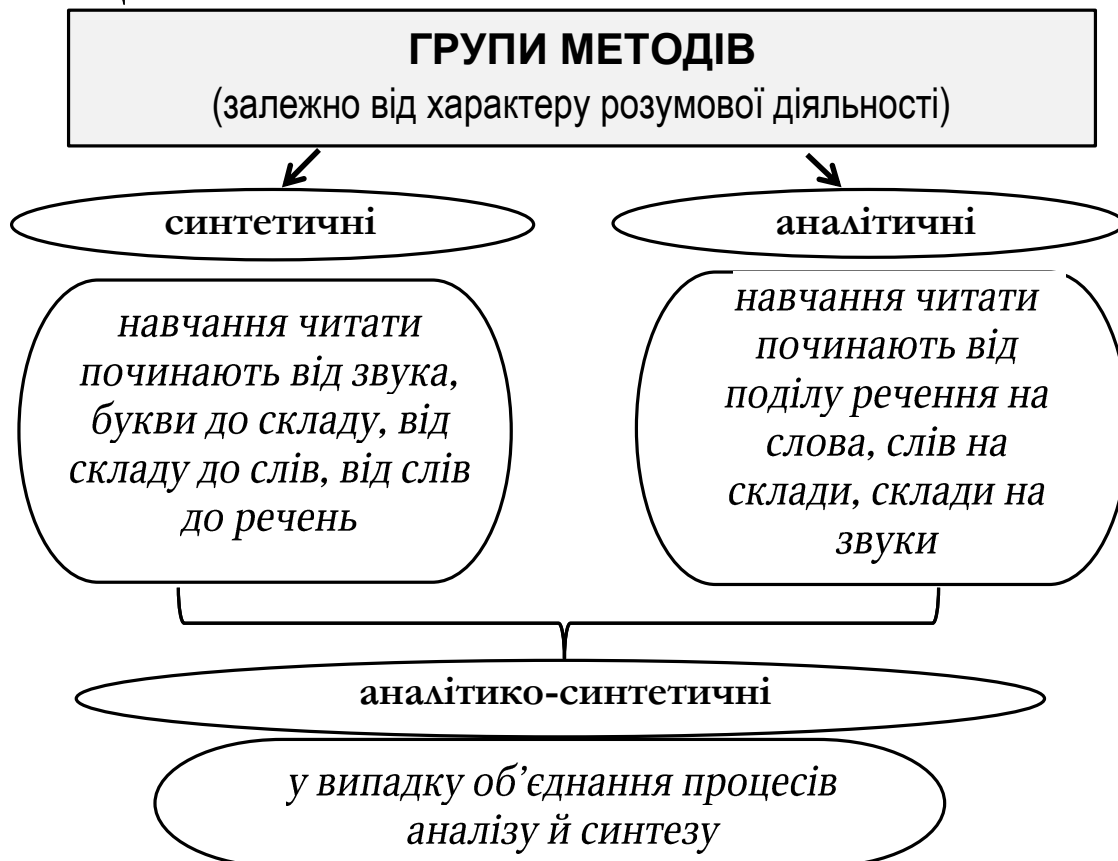 ГРУПИ МЕТОДІВ
(залежно від характеру розумової діяльності)
синтетичні
аналітичні
навчання читати
починають від звука,
букви до складу, від
складу до слів, від слів
до речень
навчання читати
починають від
поділу речення на
слова, слів на
склади, склади на
звуки
аналітико-синтетичні
у випадку об’єднання процесів
аналізу й синтезу